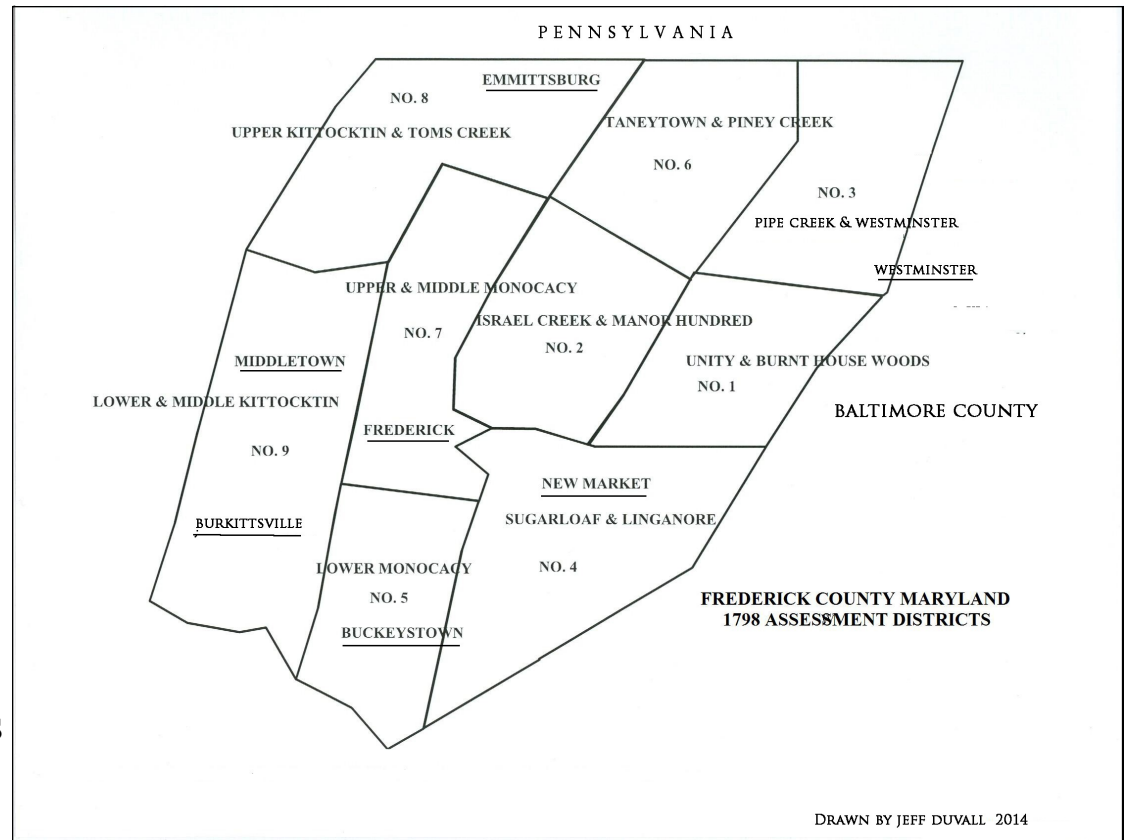 PENNSYLVANIA
EMMITTSBURG
NO. 8
UPPER KITTOCKTIN & TOMS CREEK
TANEYTOWN & PINEY CREEK
NO. 6
NO. 3
PIPE CREEK & WESTMINSTER
WESTMINSTER
UPPER & MIDDLE MONOCACY
NO. 7
ISRAEL CREEK & MANOR HUNDRED
NO. 2
UNITY & BURNT HOUSE WOODS
NO. 1
MIDDLETOWN
LOWER & MIDDLE KITTOCKTIN
NO. 9
BALTIMORE COUNTY
FREDERICK
NEW MARKET
SUGARLOAF & LINGANORE
NO. 4
BURKITTSVILLE
LOWER MONOCACY
NO. 5
BUCKEYSTOWN
FREDERICK COUNTY MARYLAND
1798 ASSESSMENT DISTRICTS
DRAWN BY JEFF DUVALL 2014